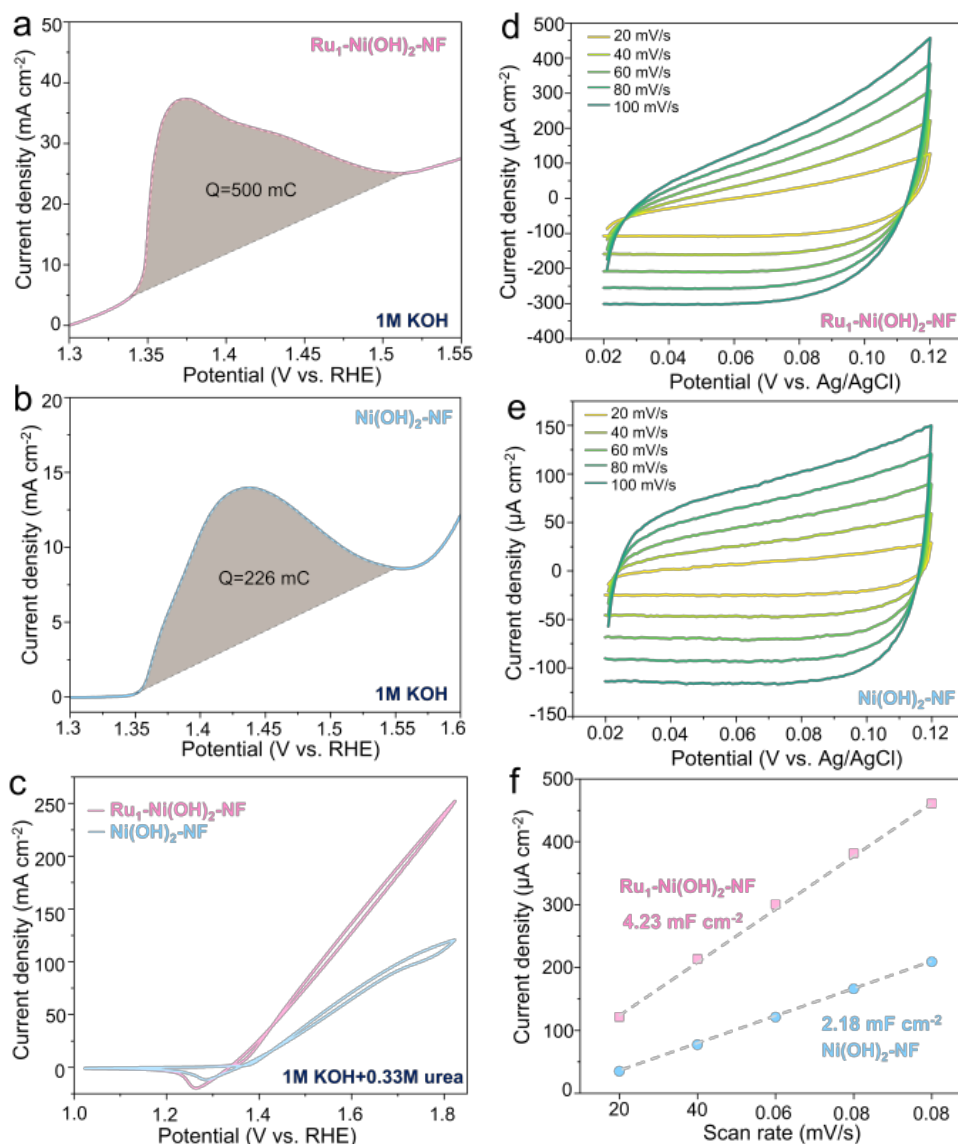 a
50
40
30
20
10
0
Current density (mA cm⁻²)
Ru₁-Ni(OH)₂-NF
Q=500 mC
1M KOH
1.3 1.35 1.4 1.45 1.5 1.55
Potential (V vs. RHE)
b
20
15
10
5
0
Current density (mA cm⁻²)
Ni(OH)₂-NF
Q=226 mC
1M KOH
1.3 1.35 1.4 1.45 1.5 1.55 1.6
Potential (V vs. RHE)
c
Ru₁-Ni(OH)₂-NF
Ni(OH)₂-NF
250
200
150
100
50
0
Current density (mA cm⁻²)
1M KOH+0.33M urea
1.0 1.2 1.4 1.6 1.8
Potential (V vs. RHE)
d
500
400
300
200
100
0
-100
-200
-300
-400
Current density (µA cm⁻²)
20 mV/s
40 mV/s
60 mV/s
80 mV/s
100 mV/s
Ru₁-Ni(OH)₂-NF
0.02 0.04 0.06 0.08 0.10 0.12
Potential (V vs. Ag/AgCl)
e
150
100
50
0
-50
-100
-150
Current density (µA cm⁻²)
20 mV/s
40 mV/s
60 mV/s
80 mV/s
100 mV/s
Ni(OH)₂-NF
0.02 0.04 0.06 0.08 0.10 0.12
Potential (V vs. Ag/AgCl)
f
500
400
300
200
100
0
Current density (µA cm⁻²)
Ru₁-Ni(OH)₂-NF
4.23 mF cm⁻²
2.18 mF cm⁻²
Ni(OH)₂-NF
20 40 0.06 0.08 0.08
Scan rate (mV/s)